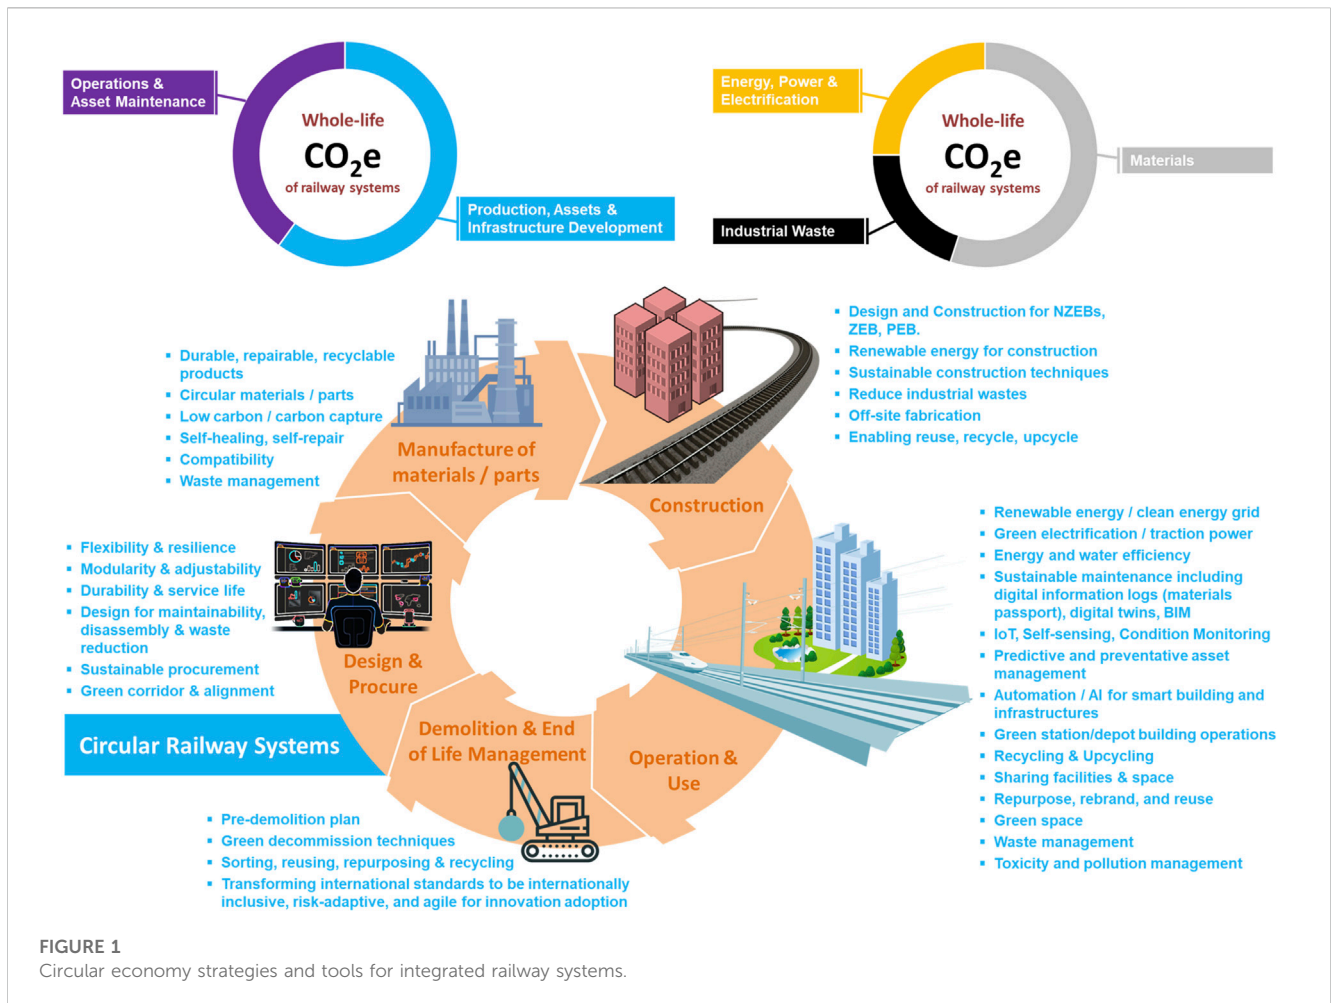 Operations &
Asset Maintenance
Whole-life
CO2e
of railway systems
Production, Assets &
Infrastructure Development
Energy, Power &
Electrification
Whole-life
CO2e
of railway systems
Materials
Industrial Waste
▪ Durable, repairable, recyclable
products
▪ Circular materials / parts
▪ Low carbon / carbon capture
▪ Self-healing, self-repair
▪ Compatibility
▪ Waste management
Manufacture of
materials / parts
▪ Design and Construction for NZEBs,
ZEB, PEB.
▪ Renewable energy for construction
▪ Sustainable construction techniques
▪ Reduce industrial wastes
▪ Off-site fabrication
▪ Enabling reuse, recycle, upcycle
Construction
▪ Renewable energy / clean energy grid
▪ Green electrification / traction power
▪ Energy and water efficiency
▪ Sustainable maintenance including
digital information logs (materials
passport), digital twins, BIM
▪ IoT, Self-sensing, Condition Monitoring
▪ Predictive and preventative asset
management
▪ Automation / AI for smart building and
infrastructures
▪ Green station/depot building operations
▪ Recycling & Upcycling
▪ Sharing facilities & space
▪ Repurpose, rebrand, and reuse
▪ Green space
▪ Waste management
▪ Toxicity and pollution management
Operation &
Use
▪ Flexibility & resilience
▪ Modularity & adjustability
▪ Durability & service life
▪ Design for maintainability,
disassembly & waste
reduction
▪ Sustainable procurement
▪ Green corridor & alignment
Design &
Procure
Circular Railway Systems
Demolition & End
of Life Management
▪ Pre-demolition plan
▪ Green decommission techniques
▪ Sorting, reusing, repurposing & recycling
▪ Transforming international standards to be internationally
inclusive, risk-adaptive, and agile for innovation adoption
FIGURE 1
Circular economy strategies and tools for integrated railway systems.